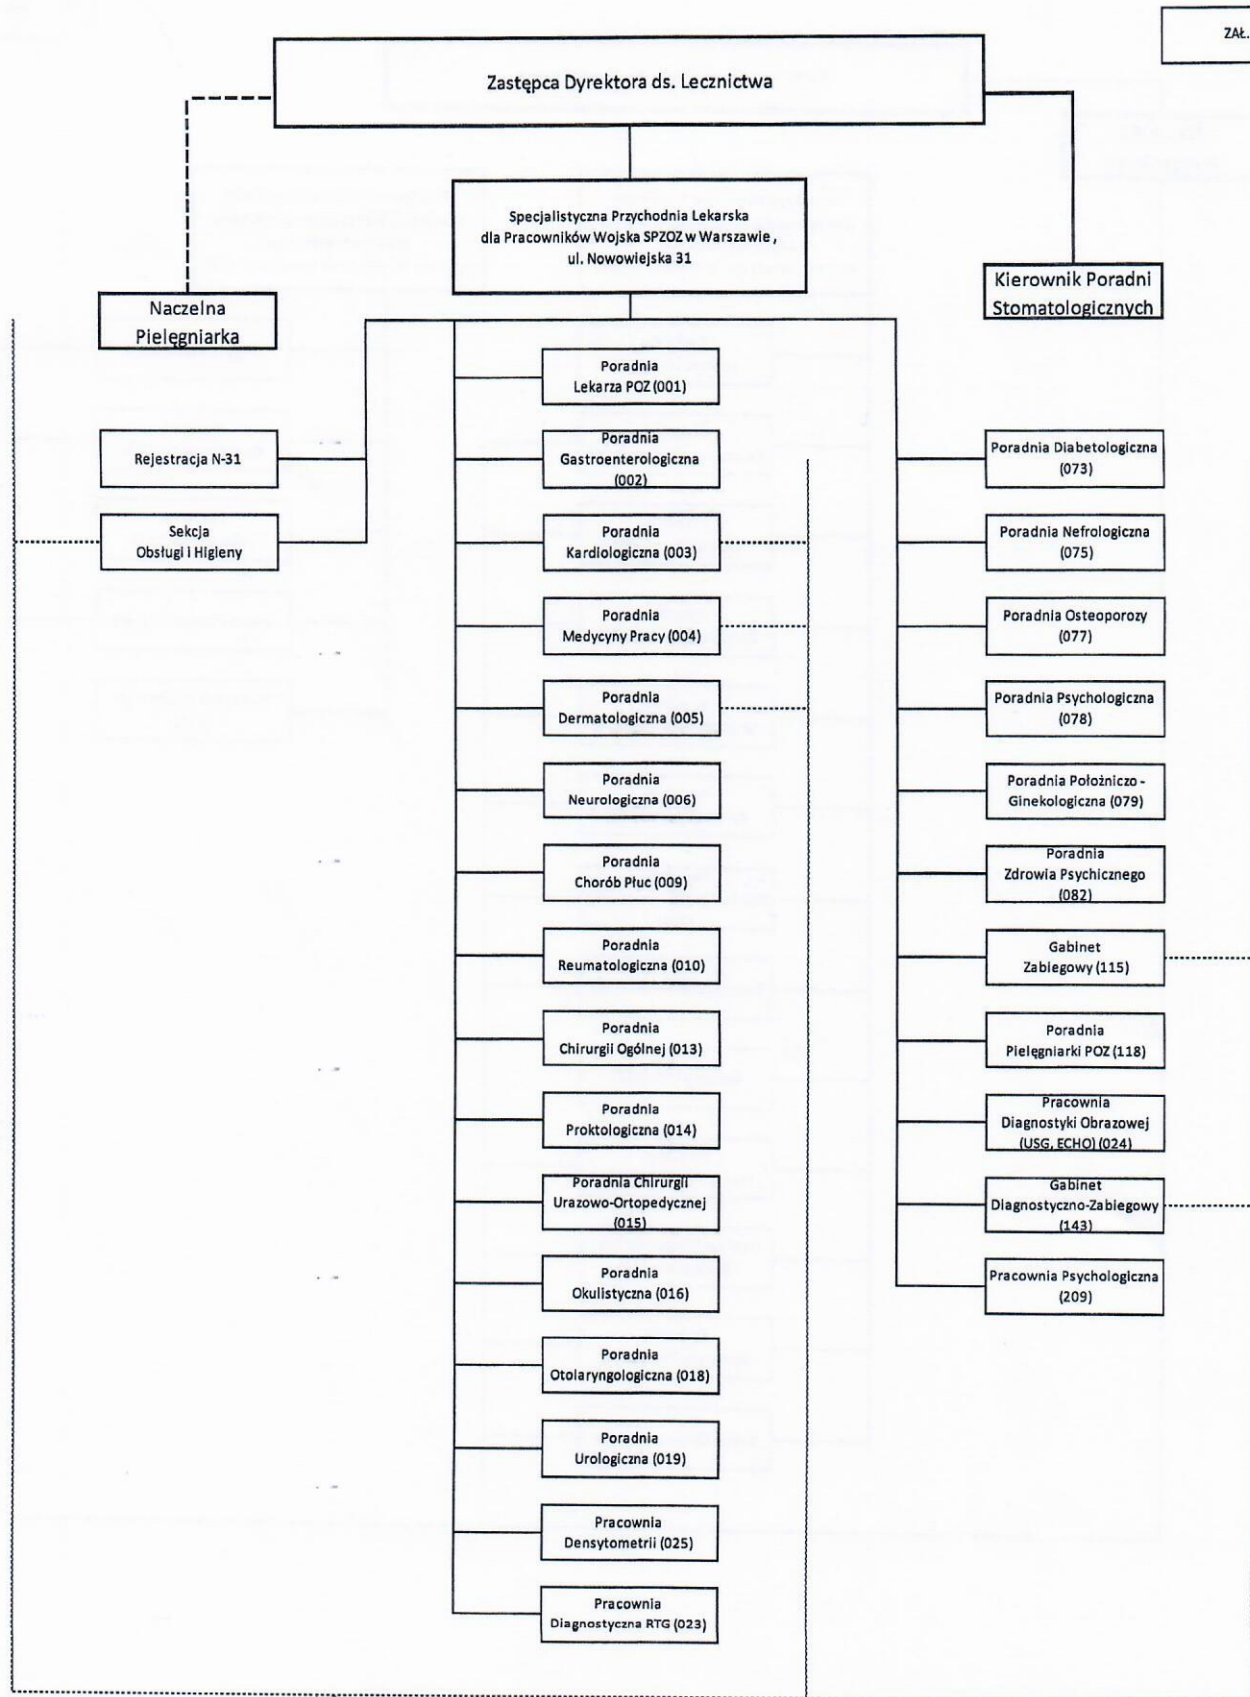 ZAŁ.
Zastępca Dyrektora ds. Lecznictwa
Specjalistyczna Przychodnia Lekarska
dla Pracowników Wojska SPZOZ w Warszawie ,
ul. Nowowiejska 31
Naczelna
Pielęgniarka
Kierownik Poradni
Stomatologicznych
Rejestracja N-31
Sekcja
Obsługi i Higieny
Poradnia
Lekarza POZ (001)
Poradnia
Gastroenterologiczna
(002)
Poradnia
Kardiologiczna (003)
Poradnia
Medycyny Pracy (004)
Poradnia
Dermatologiczna (005)
Poradnia
Neurologiczna (006)
Poradnia
Chorób Płuc (009)
Poradnia
Reumatologiczna (010)
Poradnia
Chirurgii Ogólnej (013)
Poradnia
Proktologiczna (014)
Poradnia Chirurgii
Urazowo-Ortopedycznej
(015)
Poradnia
Okulistyczna (016)
Poradnia
Otolaryngologiczna (018)
Poradnia
Urologiczna (019)
Pracownia
Densytometrii (025)
Pracownia
Diagnostyczna RTG (023)
Poradnia Diabetologiczna
(073)
Poradnia Nefrologiczna
(075)
Poradnia Osteoporozy
(077)
Poradnia Psychologiczna
(078)
Poradnia Położniczo -
Ginekologiczna (079)
Poradnia
Zdrowia Psychicznego
(082)
Gabinet
Zabiegowy (115)
Poradnia
Pielęgniarki POZ (118)
Pracownia
Diagnostyki Obrazowej
(USG, ECHO) (024)
Gabinet
Diagnostyczno-Zabiegowy
(143)
Pracownia Psychologiczna
(209)